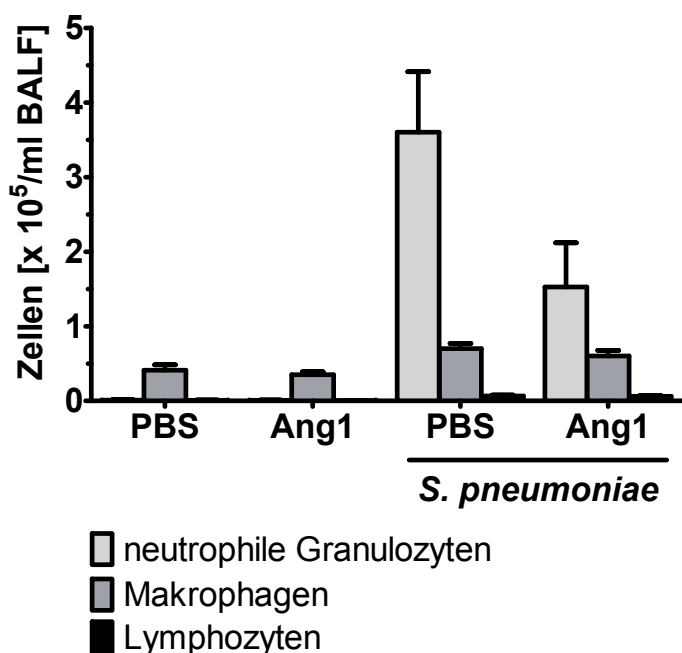 Zellen [x 10⁵/ml BALF]
5
4
3
2
1
0
PBS Ang1 PBS Ang1
S. pneumoniae
neutrophile Granulozyten
Makrophagen
Lymphozyten